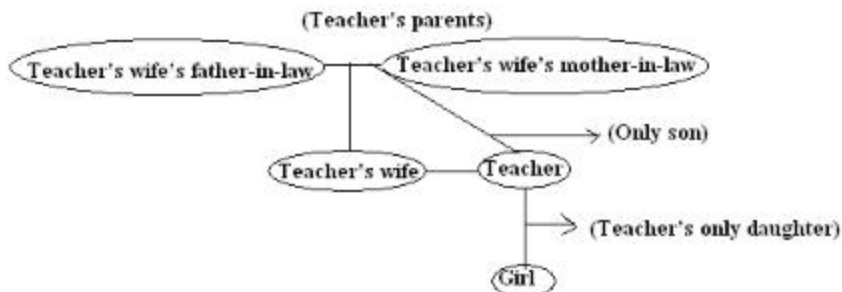 (Teacher's parents)
Teacher's wife's father-in-law
Teacher's wife's mother-in-law
(Only son)
Teacher's wife
Teacher
(Teacher's only daughter)
Girl